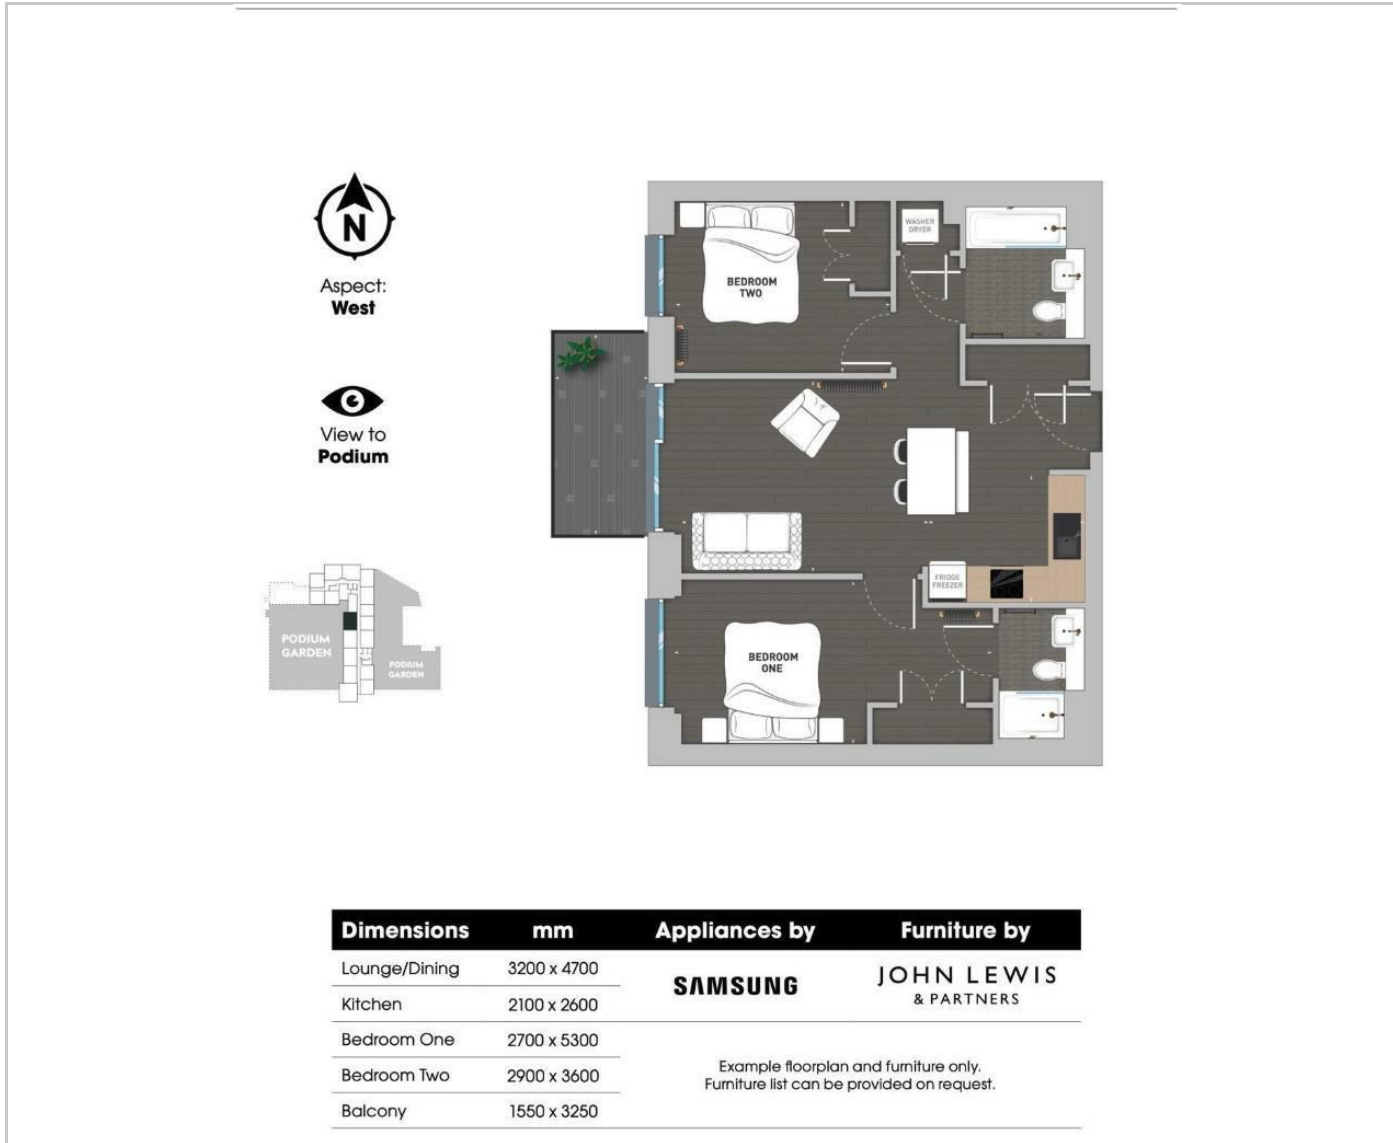 N
Aspect:
West
View to
Podium
PODIUM
GARDEN
PODIUM
GARDEN
BEDROOM
TWO
WASHER
DRYER
FRIDGE
FREEZER
BEDROOM
ONE
Dimensions mm Appliances by Furniture by
Lounge/Dining 3200 x 4700
SAMSUNG
JOHN LEWIS
& PARTNERS
Kitchen 2100 x 2600
Bedroom One 2700 x 5300
Bedroom Two 2900 x 3600
Balcony 1550 x 3250
Example floorplan and furniture only.
Furniture list can be provided on request.